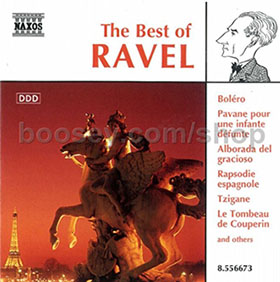 NAXOS
The Best of
RAVEL
DDD
Boléro
Pavane pour
une infante
défunte
Alborada del
gracioso
Rapsodie
espagnole
Tzigane
Le Tombeau
de Couperin
and others
boosey.com/shop
8.556673